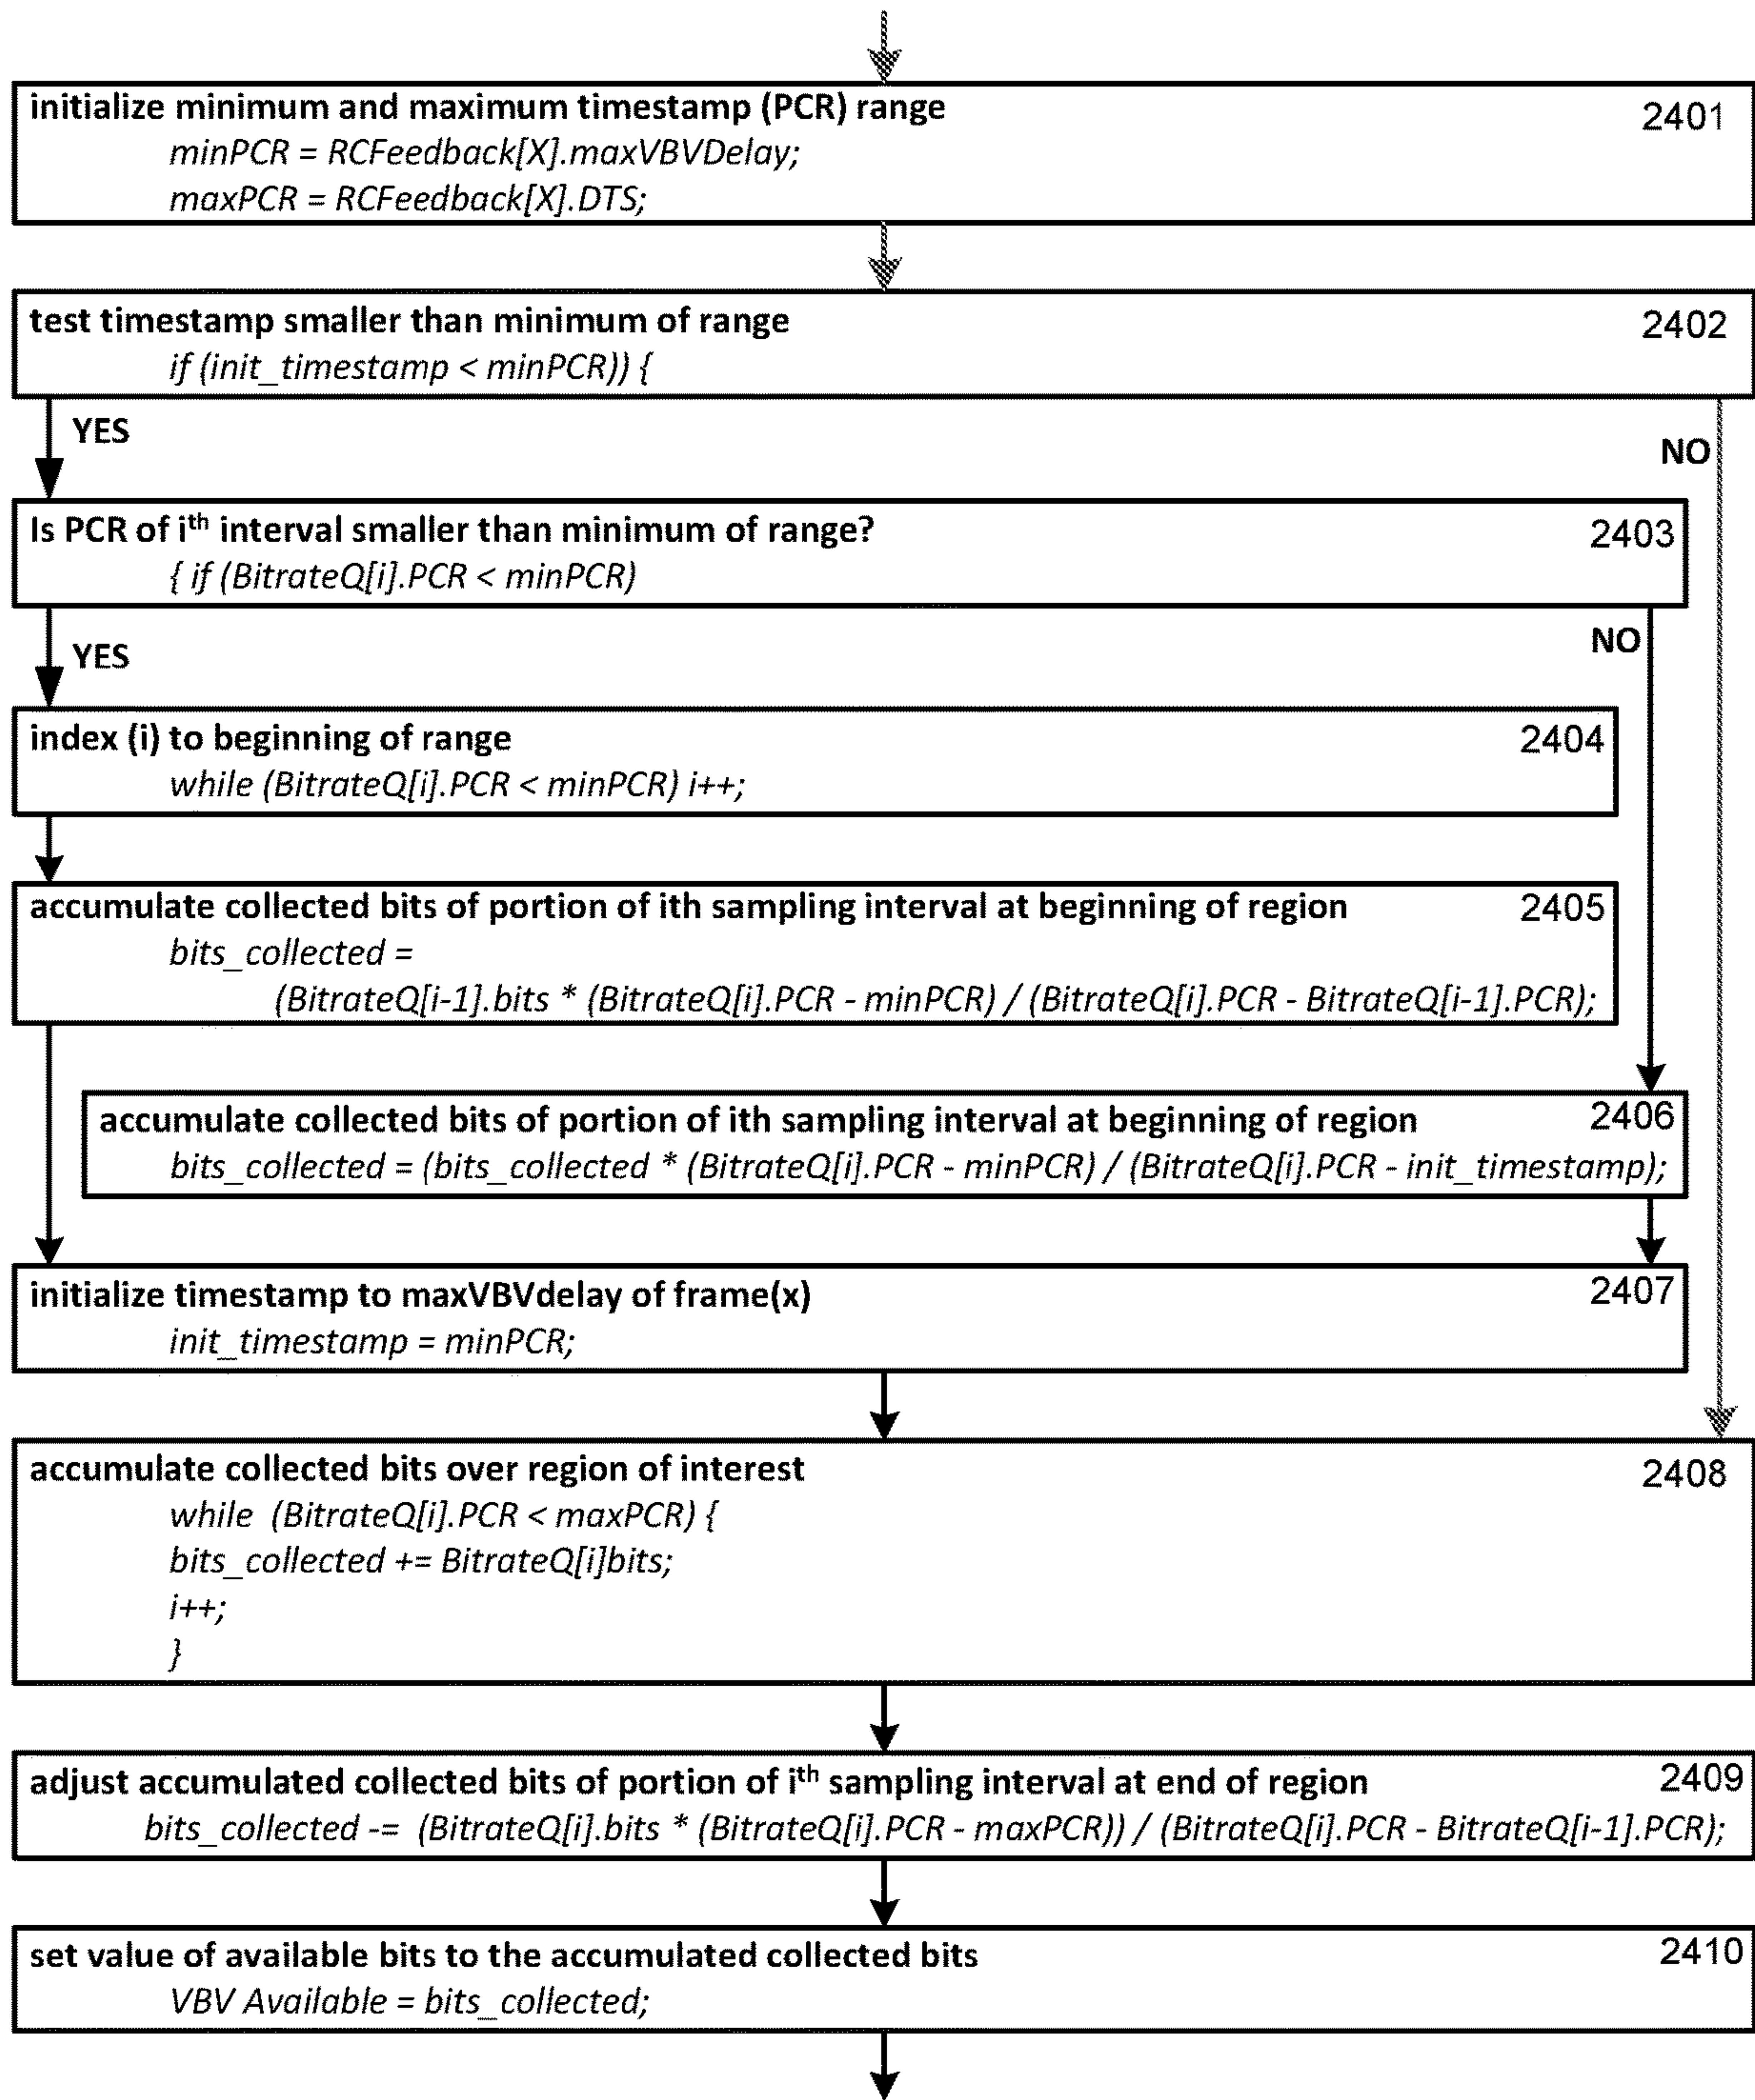 initialize minimum and maximum timestamp (PCR) range 2401
minPCR = RCFeedback[X].maxVBVDelay;
maxPCR = RCFeedback[X].DTS;
test timestamp smaller than minimum of range 2402
if (init_timestamp < minPCR)) {
YES
NO
Is PCR of ith interval smaller than minimum of range? 2403
{ if (BitrateQ[i].PCR < minPCR)
YES
NO
index (i) to beginning of range 2404
while (BitrateQ[i].PCR < minPCR) i++;
accumulate collected bits of portion of ith sampling interval at beginning of region 2405
bits_collected =
(BitrateQ[i-1].bits * (BitrateQ[i].PCR - minPCR) / (BitrateQ[i].PCR - BitrateQ[i-1].PCR);
accumulate collected bits of portion of ith sampling interval at beginning of region 2406
bits_collected = (bits_collected * (BitrateQ[i].PCR - minPCR) / (BitrateQ[i].PCR - init_timestamp);
initialize timestamp to maxVBVdelay of frame(x) 2407
init_timestamp = minPCR;
accumulate collected bits over region of interest 2408
while (BitrateQ[i].PCR < maxPCR) {
bits_collected += BitrateQ[i]bits;
i++;
}
adjust accumulated collected bits of portion of ith sampling interval at end of region 2409
bits_collected -= (BitrateQ[i].bits * (BitrateQ[i].PCR - maxPCR)) / (BitrateQ[i].PCR - BitrateQ[i-1].PCR);
set value of available bits to the accumulated collected bits 2410
VBV Available = bits_collected;